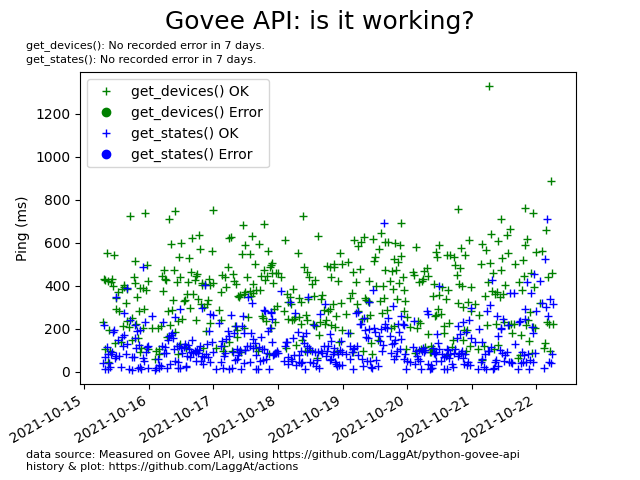 Govee API: is it working?
get_devices(): No recorded error in 7 days.
get_states(): No recorded error in 7 days.
get_devices() OK
get_devices() Error
get_states() OK
get_states() Error
Ping (ms)
1200
1000
800
600
400
200
0
2021-10-15
2021-10-16
2021-10-17
2021-10-18
2021-10-19
2021-10-20
2021-10-21
2021-10-22
data source: Measured on Govee API, using https://github.com/LaggAt/python-govee-api
history & plot: https://github.com/LaggAt/actions